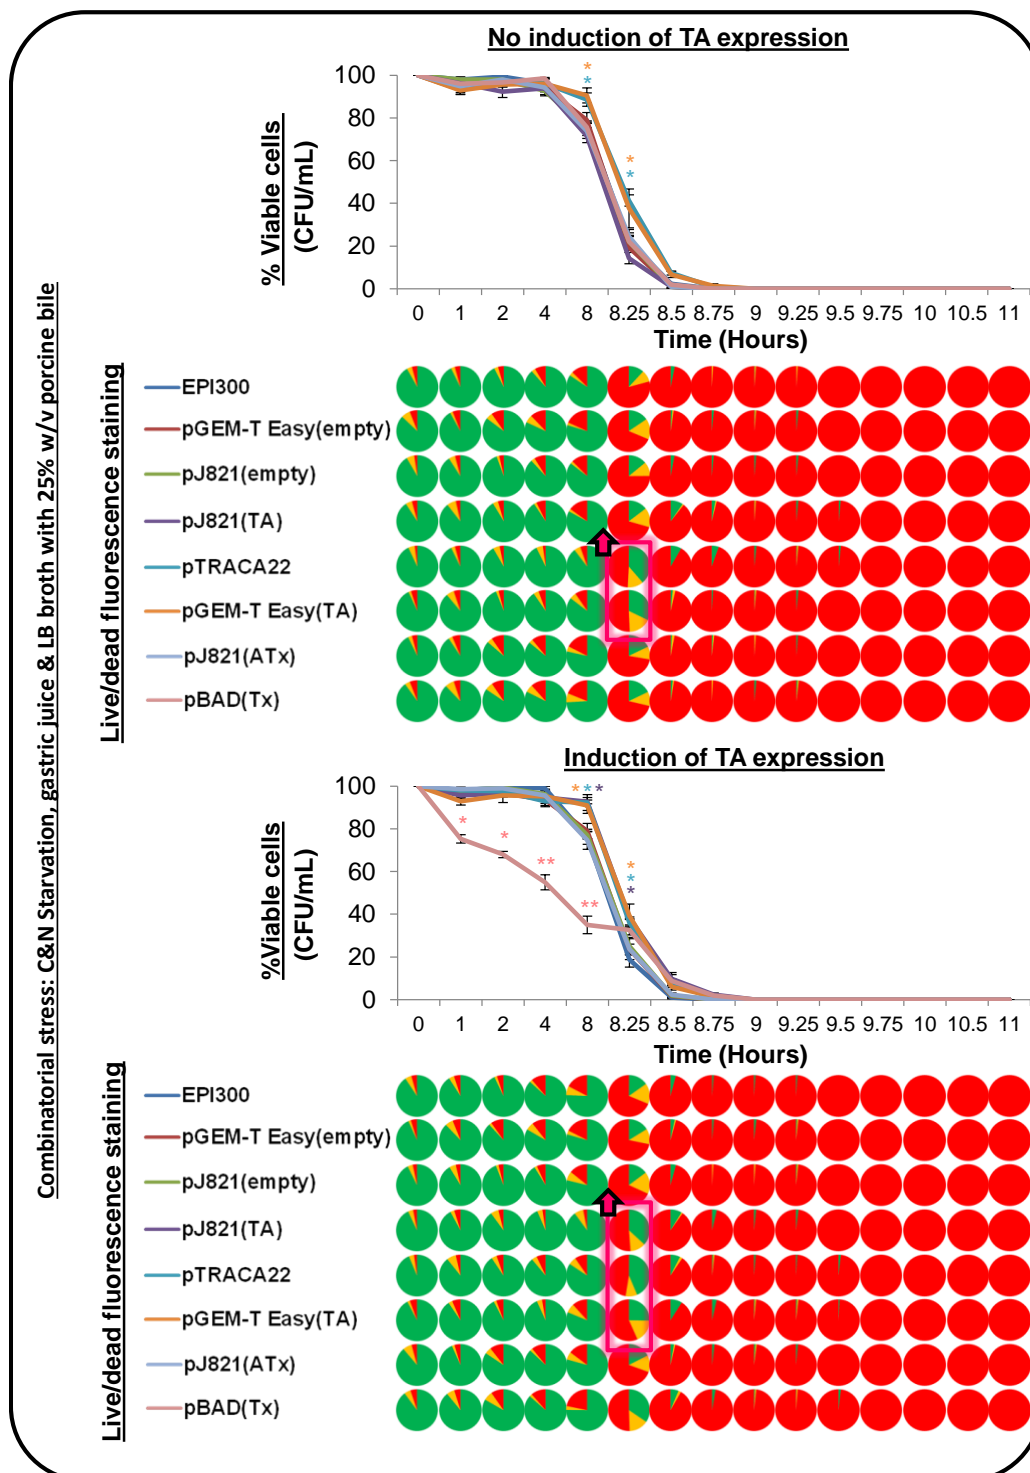 No induction of TA expression
% Viable cells
(CFU/mL)
100
80
60
40
20
0
* *
* *
0 1 2 4 8 8.25 8.5 8.75 9 9.25 9.5 9.75 10 10.5 11
Time (Hours)
Combinatorial stress: C&N Starvation, gastric juice & LB broth with 25% w/v porcine bile
Live/dead fluorescence staining
EPI300
pGEM-T Easy(empty)
pJ821(empty)
pJ821(TA)
pTRACA22
pGEM-T Easy(TA)
pJ821(ATx)
pBAD(Tx)
Induction of TA expression
%Viable cells
(CFU/mL)
100
80
60
40
20
0
* * *
* * ** **
* * *
0 1 2 4 8 8.25 8.5 8.75 9 9.25 9.5 9.75 10 10.5 11
Time (Hours)
Live/dead fluorescence staining
EPI300
pGEM-T Easy(empty)
pJ821(empty)
pJ821(TA)
pTRACA22
pGEM-T Easy(TA)
pJ821(ATx)
pBAD(Tx)